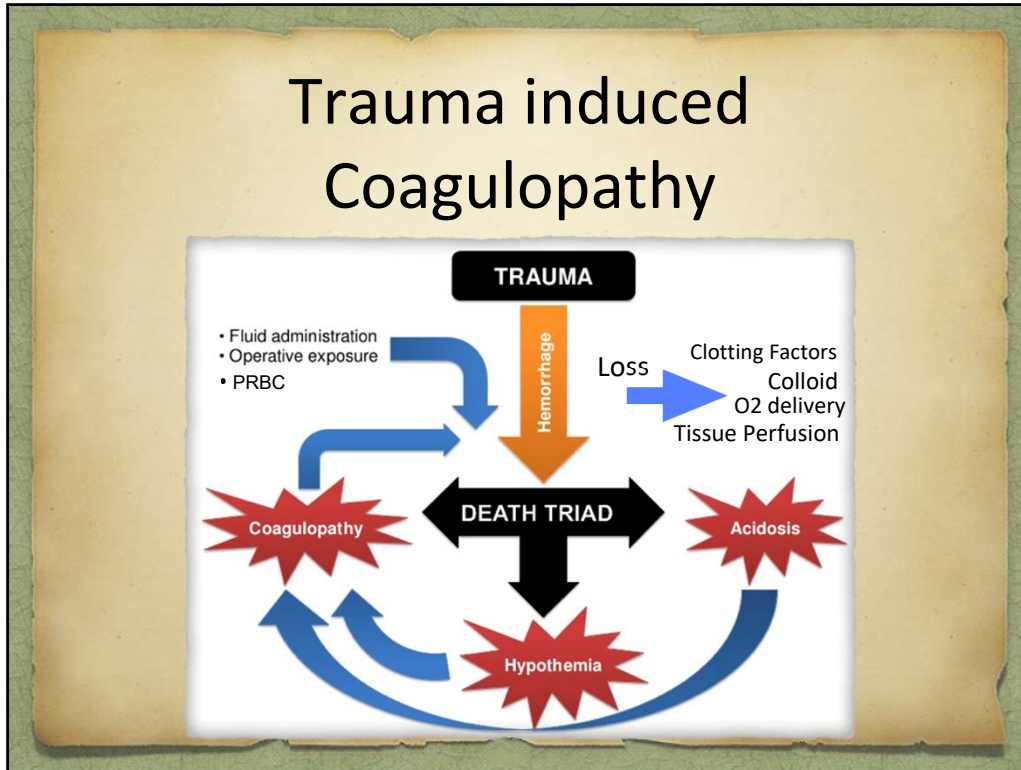 Trauma induced
Coagulopathy
TRAUMA
• Fluid administration
• Operative exposure
• PRBC
Hemorrhage
Loss
Clotting Factors
Colloid
O2 delivery
Tissue Perfusion
DEATH TRIAD
Coagulopathy
Acidosis
Hypothemia